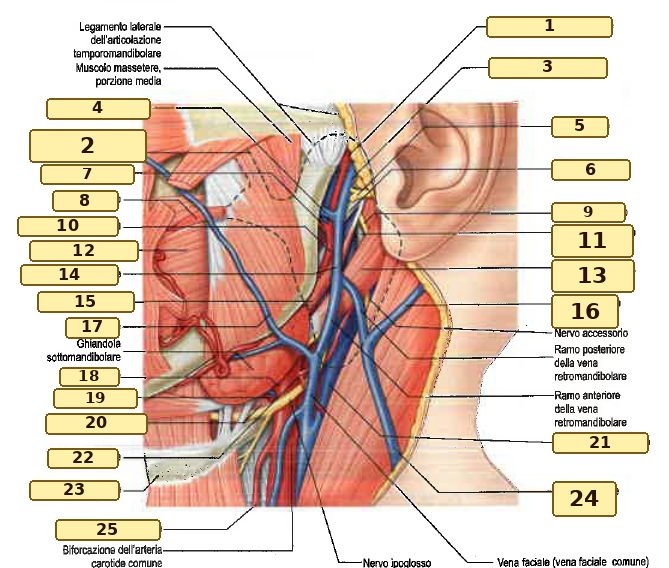 Legamento laterale
dell'articolazione
temporomandibolare
Muscolo massetere,
porzione media
1
3
4
5
2
6
7
8
9
10
11
12
13
14
15
16
17
Nervo accessorio
Ghiandola
sottomandibolare
Ramo posteriore
della vena
retromandibolare
18
19
Ramo anteriore
della vena
retromandibolare
20
21
22
23
24
25
Biforcazione dell'arteria
carotide comune
Nervo ipoglosso
Vena faciale (vena faciale comune)